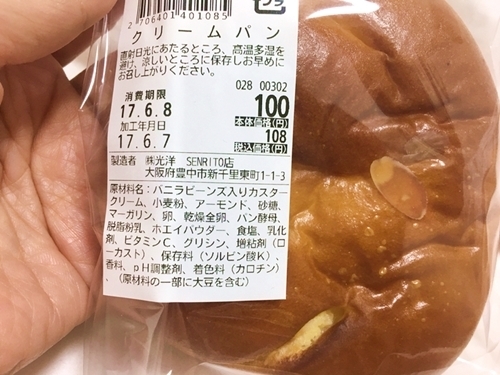 2706401401085
プラ
クリームパン
直射日光にあたるところ、高温多湿を
避け、涼しいところに保存しお早めに
お召し上がりください。
028 00302
消費期限
17.6.8
100
本体価格(円)
加工年月日
17.6.7
108
税込価格(円)
製造者 ㈱光洋 SENRITO店
大阪府豊中市新千里東町1-1-3
原材料名:バニラビーンズ入りカスター
クリーム、小麦粉、アーモンド、砂糖、
マーガリン、卵、乾燥全卵、パン酵母、
脱脂粉乳、ホエイパウダー、食塩、乳化
剤、ビタミンC、グリシン、増粘剤(ロ
ーカスト)、保存料(ソルビン酸K)、
香料、pH調整剤、着色料(カロチン)、
(原材料の一部に大豆を含む)